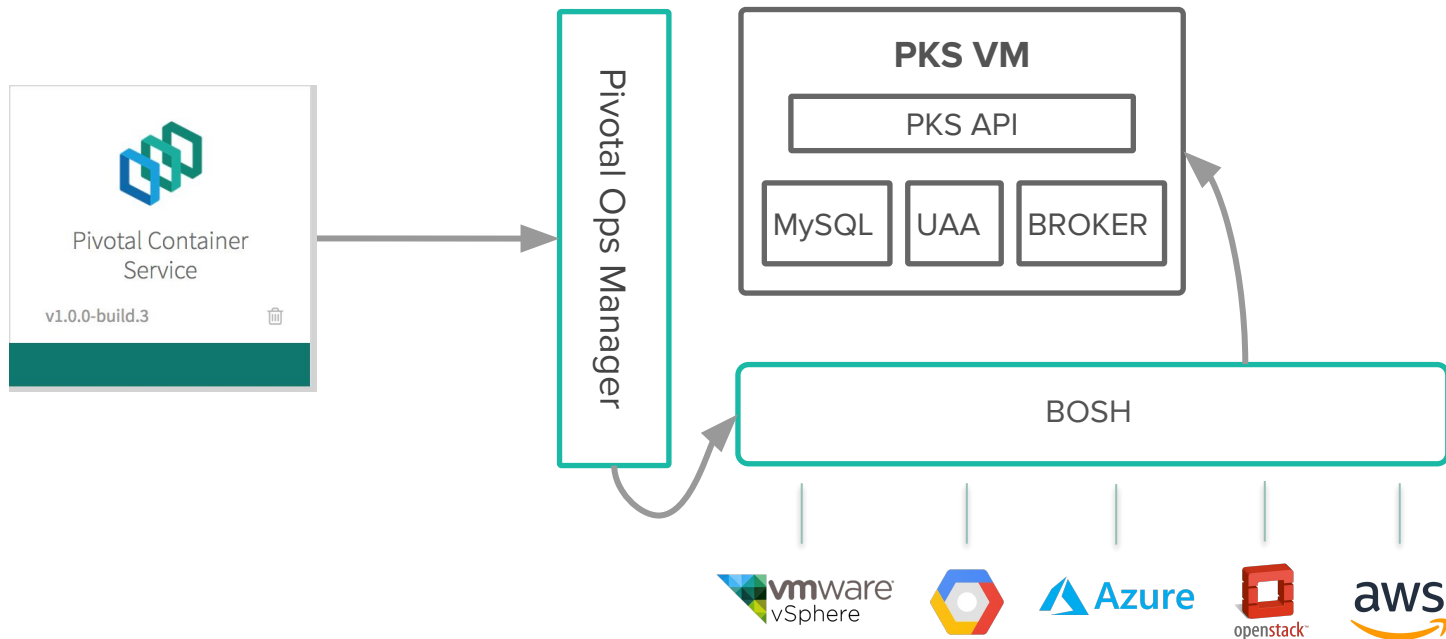 Pivotal Container
Service
v1.0.0-build.3
Pivotal Ops Manager
PKS VM
PKS API
MySQL
UAA
BROKER
BOSH
vmware
vSphere
Azure
openstack
aws